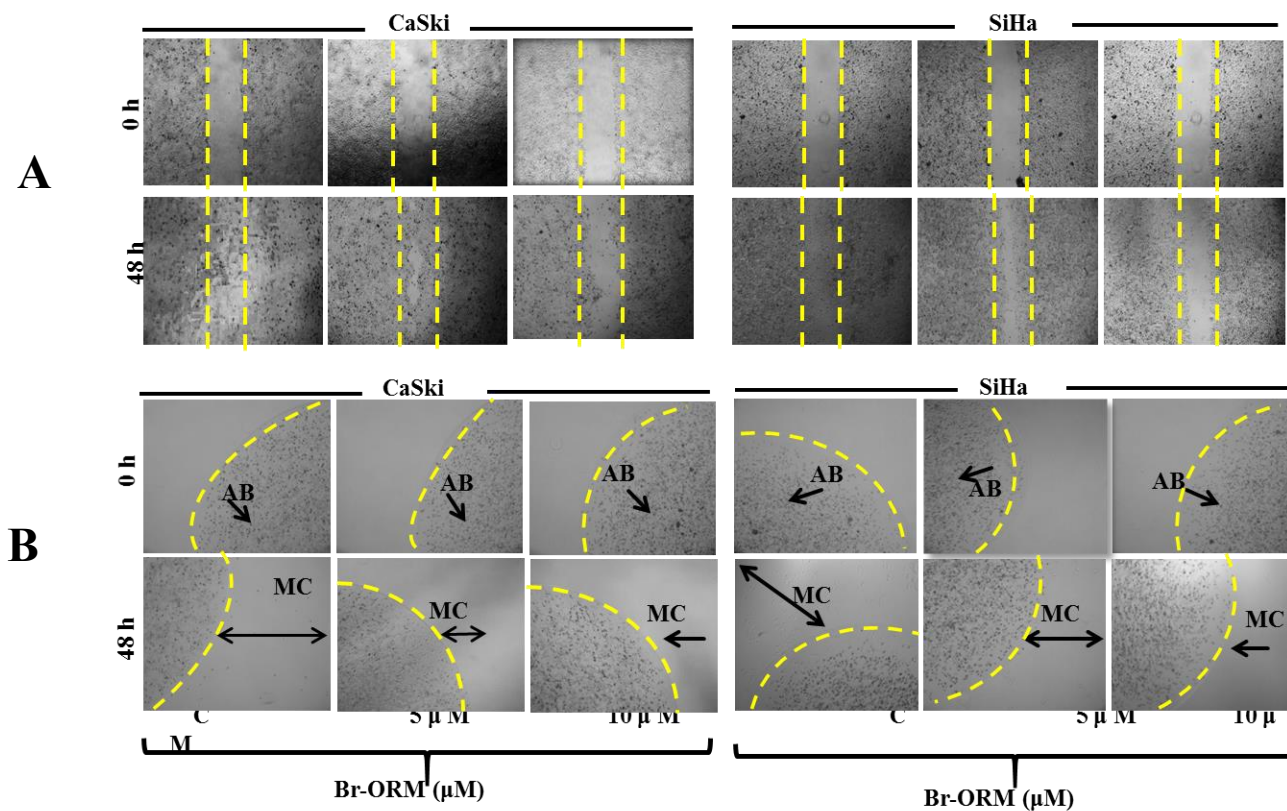 CaSki SiHa
A
0 h
48 h
CaSki SiHa
B
0 h
AB AB AB AB AB AB
48 h
MC MC MC MC MC MC
C 5 µ M 10 µ M C 5 µ M 10 µ
M
Br-ORM (µM) Br-ORM (µM)